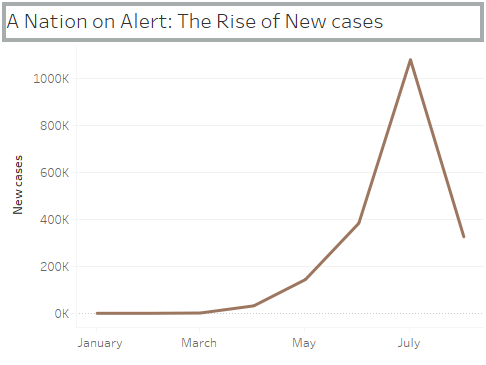 A Nation on Alert: The Rise of New cases
1000K
800K
600K
400K
200K
0K
New cases
January March May July